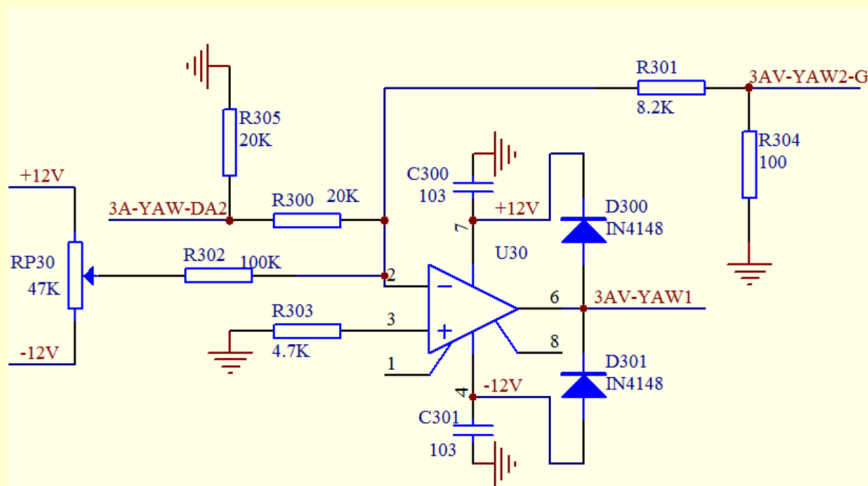 R301
3AV-YAW2-G
8.2K
R305
20K
R304
100
C300
103
+12V
R300
20K
+12V
3A-YAW-DA2
7
D300
IN4148
U30
RP30
47K
R302
100K
2
6
3AV-YAW1
R303
3
4.7K
8
1
-12V
D301
IN4148
4
-12V
C301
103